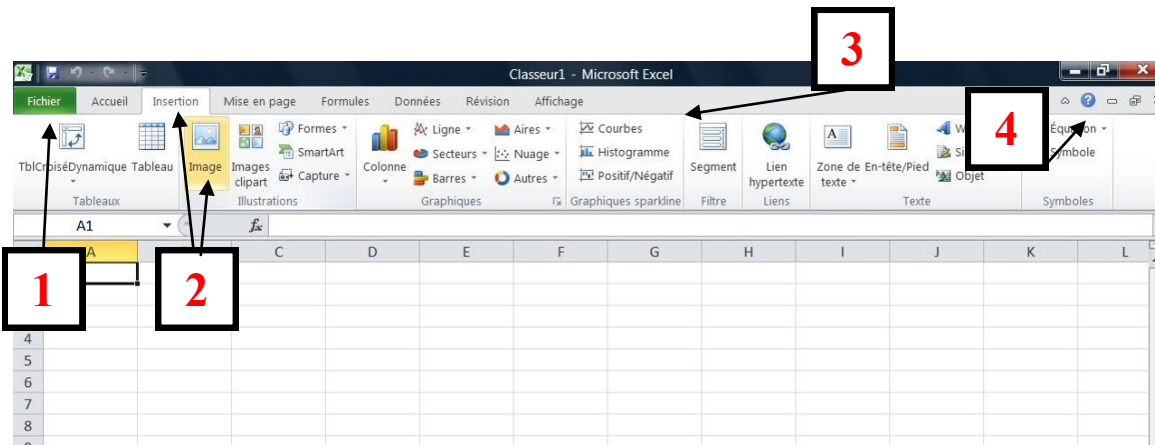 3
Classeur1 - Microsoft Excel
Fichier Accueil Insertion Mise en page Formules Données Révision Affichage
4
TblCroiséDynamique Tableau Image Images clipart Formes SmartArt Capture Colonne Ligne Secteurs Barres Aires Nuage Autres Courbes Histogramme Positif/Négatif Segment Lien hypertexte A Zone de texte En-tête/Pied Objet Symbole
Tableaux Illustrations Graphiques Graphiques sparkline Filtre Liens Texte Symboles
A1 fx
A C D E F G H I J K L
1 2
4
5
6
7
8